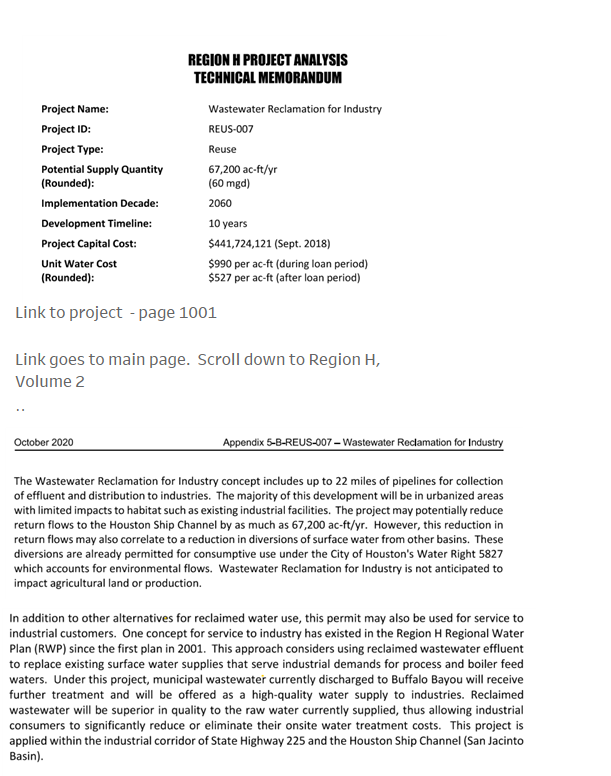 REGION H PROJECT ANALYSIS
TECHNICAL MEMORANDUM
Project Name: Wastewater Reclamation for Industry
Project ID: REUS-007
Project Type: Reuse
Potential Supply Quantity 67,200 ac-ft/yr
(Rounded): (60 mgd)
Implementation Decade: 2060
Development Timeline: 10 years
Project Capital Cost: $441,724,121 (Sept. 2018)
Unit Water Cost $990 per ac-ft (during loan period)
(Rounded): $527 per ac-ft (after loan period)
Link to project - page 1001
Link goes to main page. Scroll down to Region H,
Volume 2
..
October 2020 Appendix 5-B-REUS-007 – Wastewater Reclamation for Industry
The Wastewater Reclamation for Industry concept includes up to 22 miles of pipelines for collection
of effluent and distribution to industries. The majority of this development will be in urbanized areas
with limited impacts to habitat such as existing industrial facilities. The project may potentially reduce
return flows to the Houston Ship Channel by as much as 67,200 ac-ft/yr. However, this reduction in
return flows may also correlate to a reduction in diversions of surface water from other basins. These
diversions are already permitted for consumptive use under the City of Houston's Water Right 5827
which accounts for environmental flows. Wastewater Reclamation for Industry is not anticipated to
impact agricultural land or production.
In addition to other alternatives for reclaimed water use, this permit may also be used for service to
industrial customers. One concept for service to industry has existed in the Region H Regional Water
Plan (RWP) since the first plan in 2001. This approach considers using reclaimed wastewater effluent
to replace existing surface water supplies that serve industrial demands for process and boiler feed
waters. Under this project, municipal wastewater currently discharged to Buffalo Bayou will receive
further treatment and will be offered as a high-quality water supply to industries. Reclaimed
wastewater will be superior in quality to the raw water currently supplied, thus allowing industrial
consumers to significantly reduce or eliminate their onsite water treatment costs. This project is
applied within the industrial corridor of State Highway 225 and the Houston Ship Channel (San Jacinto
Basin).